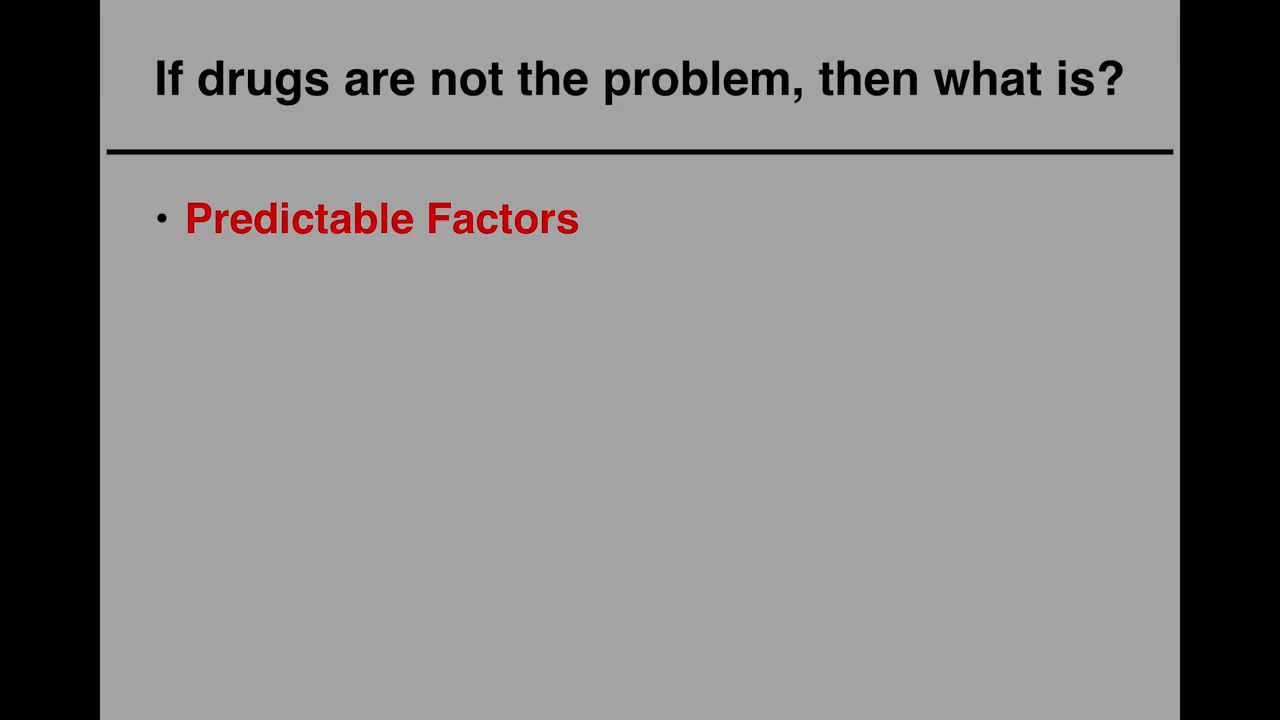 If drugs are not the problem, then what is?
• Predictable Factors